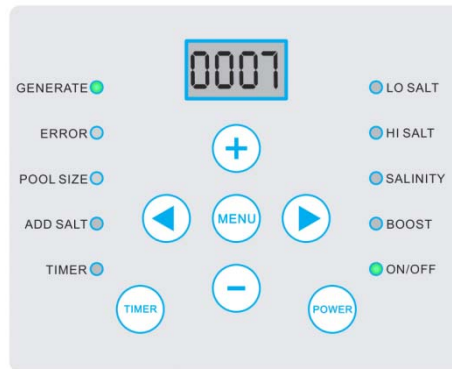 0007
GENERATE
LO SALT
ERROR
HI SALT
+
POOL SIZE
SALINITY
ADD SALT
MENU
BOOST
TIMER
ON/OFF
−
TIMER
POWER